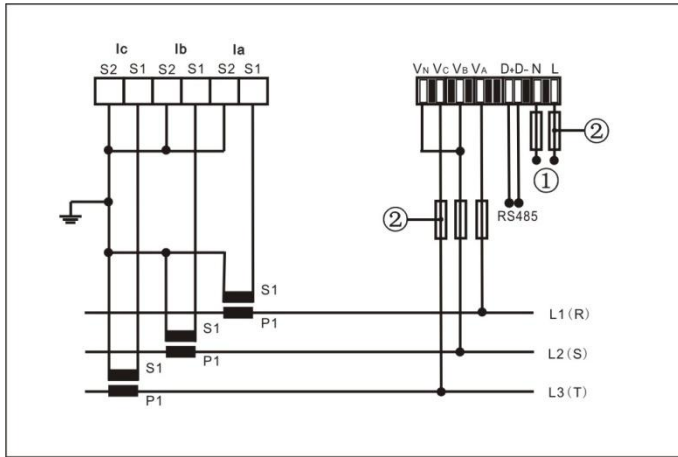 Ic Ib Ia
S2 S1 S2 S1 S2 S1
VN VC VB VA D+ D- N L
②
①
②
RS485
S1
P1
L1(R)
S1
P1
L2(S)
S1
P1
L3(T)